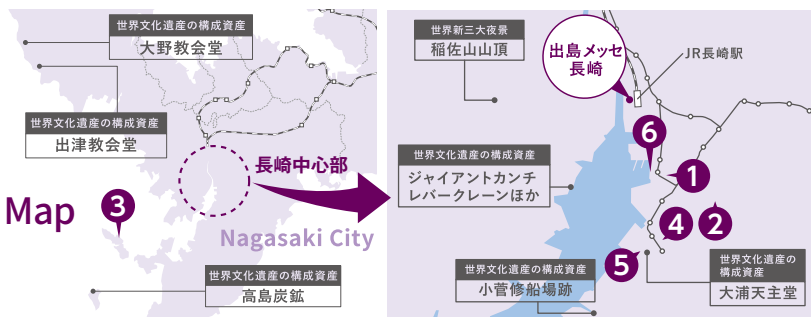 世界文化遺産の構成資産
大野教会堂
世界文化遺産の構成資産
出津教会堂
長崎中心部
Map
3
Nagasaki City
世界文化遺産の構成資産
高島炭鉱
世界新三大夜景
稲佐山山頂
出島メッセ
長崎
JR長崎駅
6
世界文化遺産の構成資産
ジャイアントカンチ
レバークレーンほか
1
4
2
5
世界文化遺産の構成資産
小菅修船場跡
世界文化遺産の
構成資産
大浦天主堂